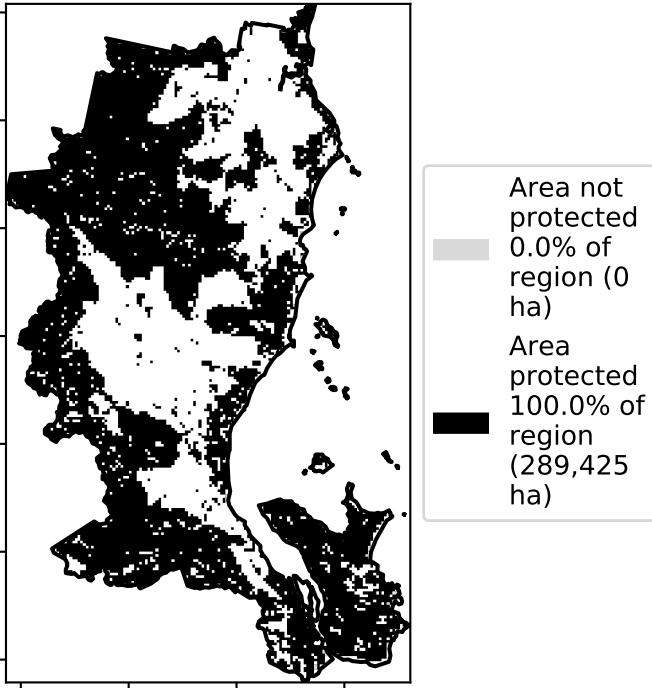 Area not
protected
0.0% of
region (0
ha)
Area
protected
100.0% of
region
(289,425
ha)